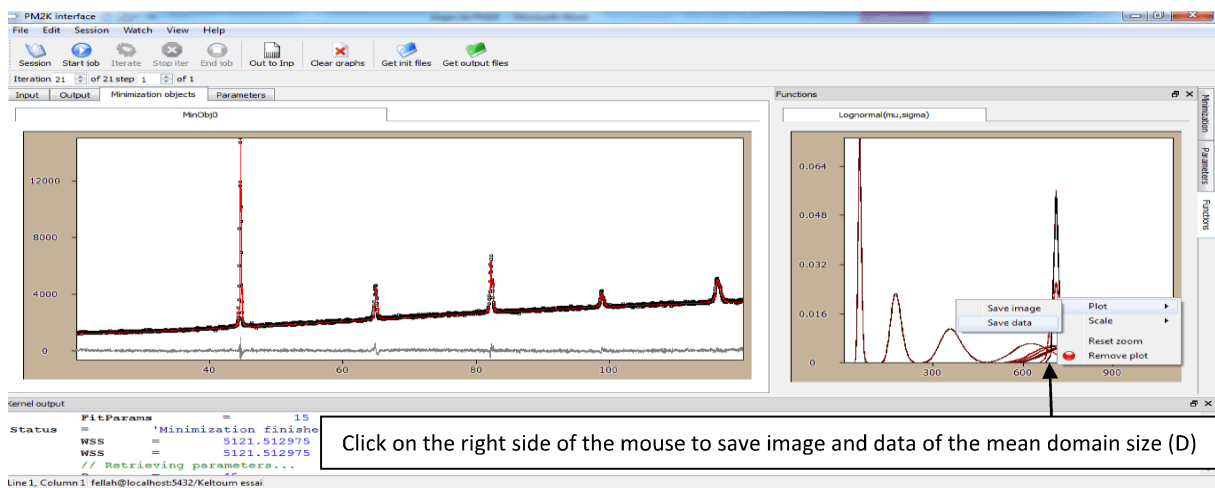 PM2K interface
File Edit Session Watch View Help
Session Start job Iterate Stop iter End job Out to Inp Clear graphs Get init files Get output files
Iteration 21 of 21 step 1 of 1
Input Output Minimization objects Parameters
Functions
MinObj0
Lognormal(mu,sigma)
Minimization
Parameters
Functions
12000
8000
4000
0
40 60 100
0.064
0.048
0.032
0.016
0
300 600 900
Save image
Save data
Plot
Scale
Reset zoom
Remove plot
Kernel output
FitParams = 15
Status = 'Minimization finishe
WSS = 5121.512975
WSS = 5121.512975
// Retrieving parameters...
Click on the right side of the mouse to save image and data of the mean domain size (D)
Line 1, Column 1 fellah@localhost:5432/Keltoum essai